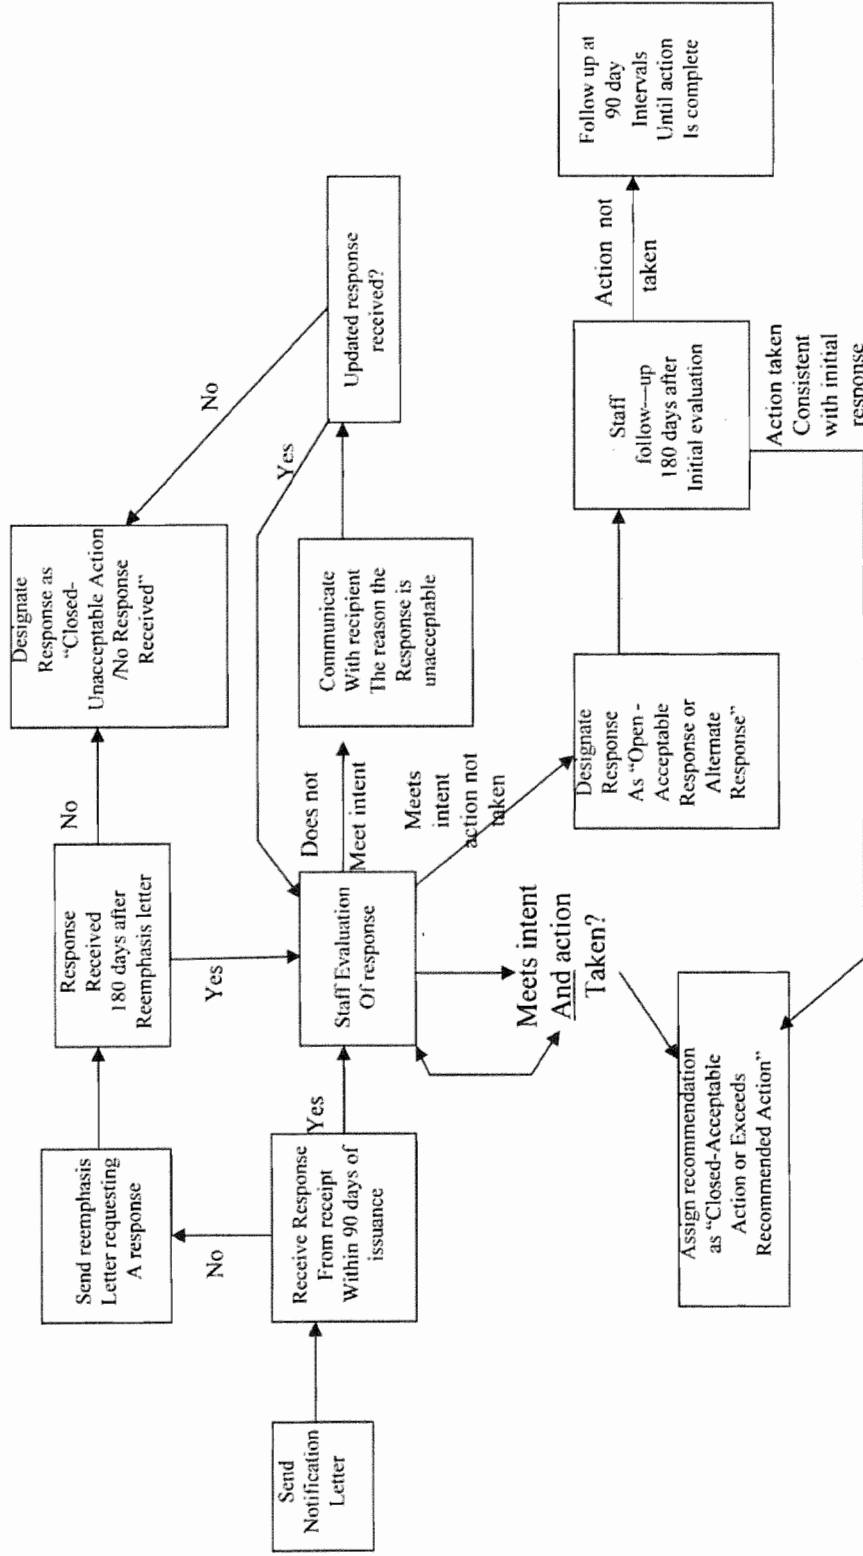 Send
Notification
Letter
Receive Response
From receipt
Within 90 days of
issuance
No
Yes
Send reemphasis
Letter requesting
A response
Response
Received
180 days after
Reemphasis letter
No
Yes
Designate
Response as
“Closed-
Unacceptable Action
/No Response
Received”
Staff Evaluation
Of response
Does not
Meet intent
Communicate
With recipient
The reason the
Response is
unacceptable
Yes
No
Updated response
received?
Meets
intent
action not
taken
Meets intent
And action
Taken?
Designate
Response
As “Open -
Acceptable
Response or
Alternate
Response”
Staff
follow—up
180 days after
Initial evaluation
Action not
taken
Follow up at
90 day
Intervals
Until action
Is complete
Action taken
Consistent
with initial
response
Assign recommendation
as “Closed-Acceptable
Action or Exceeds
Recommended Action”